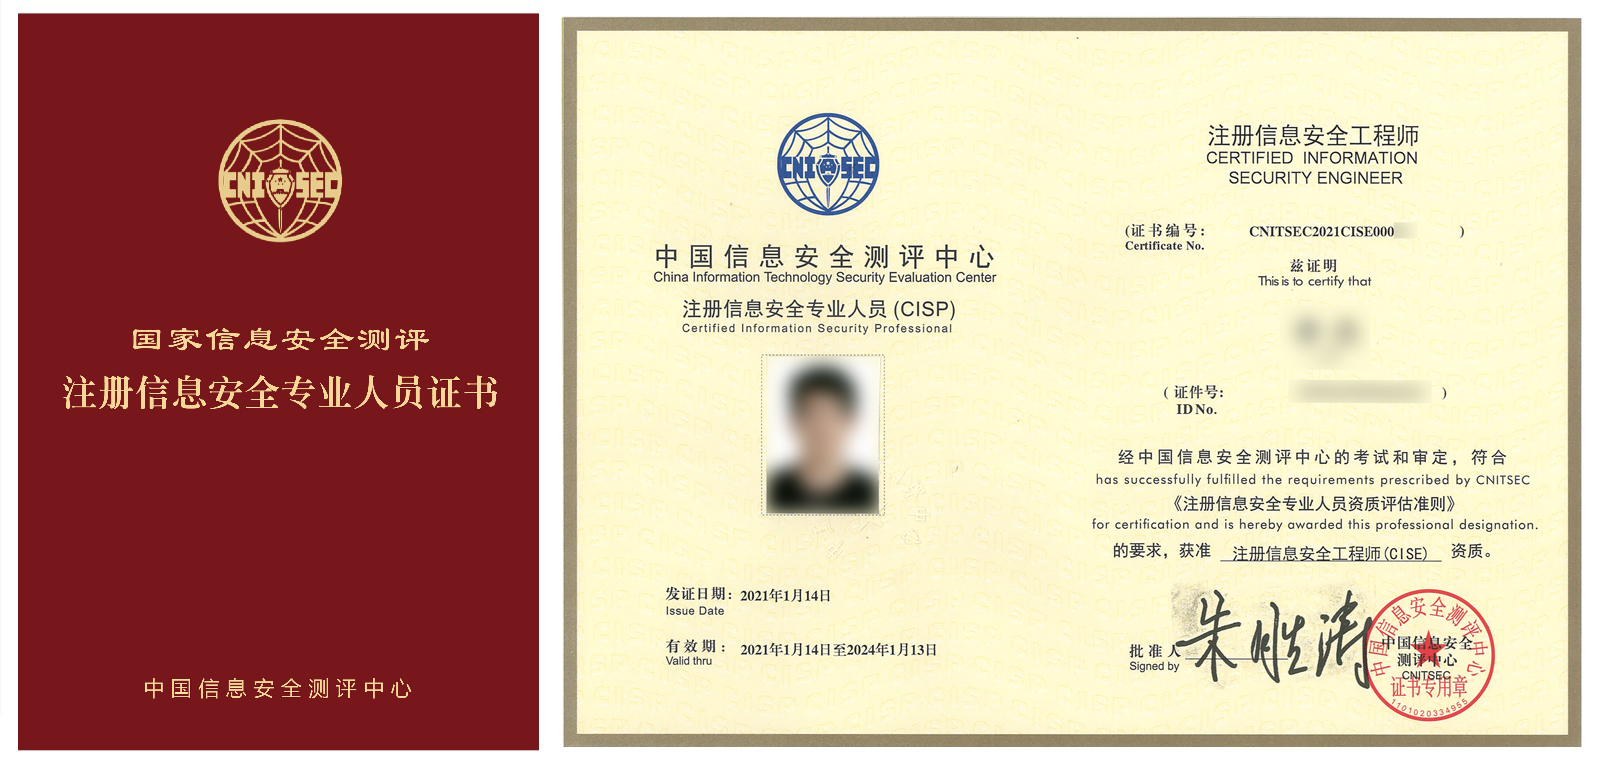 CNITSEC
国家信息安全测评
注册信息安全专业人员证书
中国信息安全测评中心
CNITSEC
中国信息安全测评中心
China Information Technology Security Evaluation Center
注册信息安全专业人员 (CISP)
Certified Information Security Professional
发证日期：2021年1月14日
Issue Date
有效期：2021年1月14日至2024年1月13日
Valid thru
注册信息安全工程师
CERTIFIED INFORMATION
SECURITY ENGINEER
(证书编号： CNITSEC2021CISE000 )
Certificate No.
兹证明
This is to certify that
(证件号： )
ID No.
经中国信息安全测评中心的考试和审定，符合
has successfully fulfilled the requirements prescribed by CNITSEC
《注册信息安全专业人员资质评估准则》
for certification and is hereby awarded this professional designation.
的要求，获准 注册信息安全工程师(CISE) 资质。
批准人
Signed by
朱胜涛
中国信息安全测评中心
中国信息安全
测评中心
CNITSEC
证书专用章
1101020334955